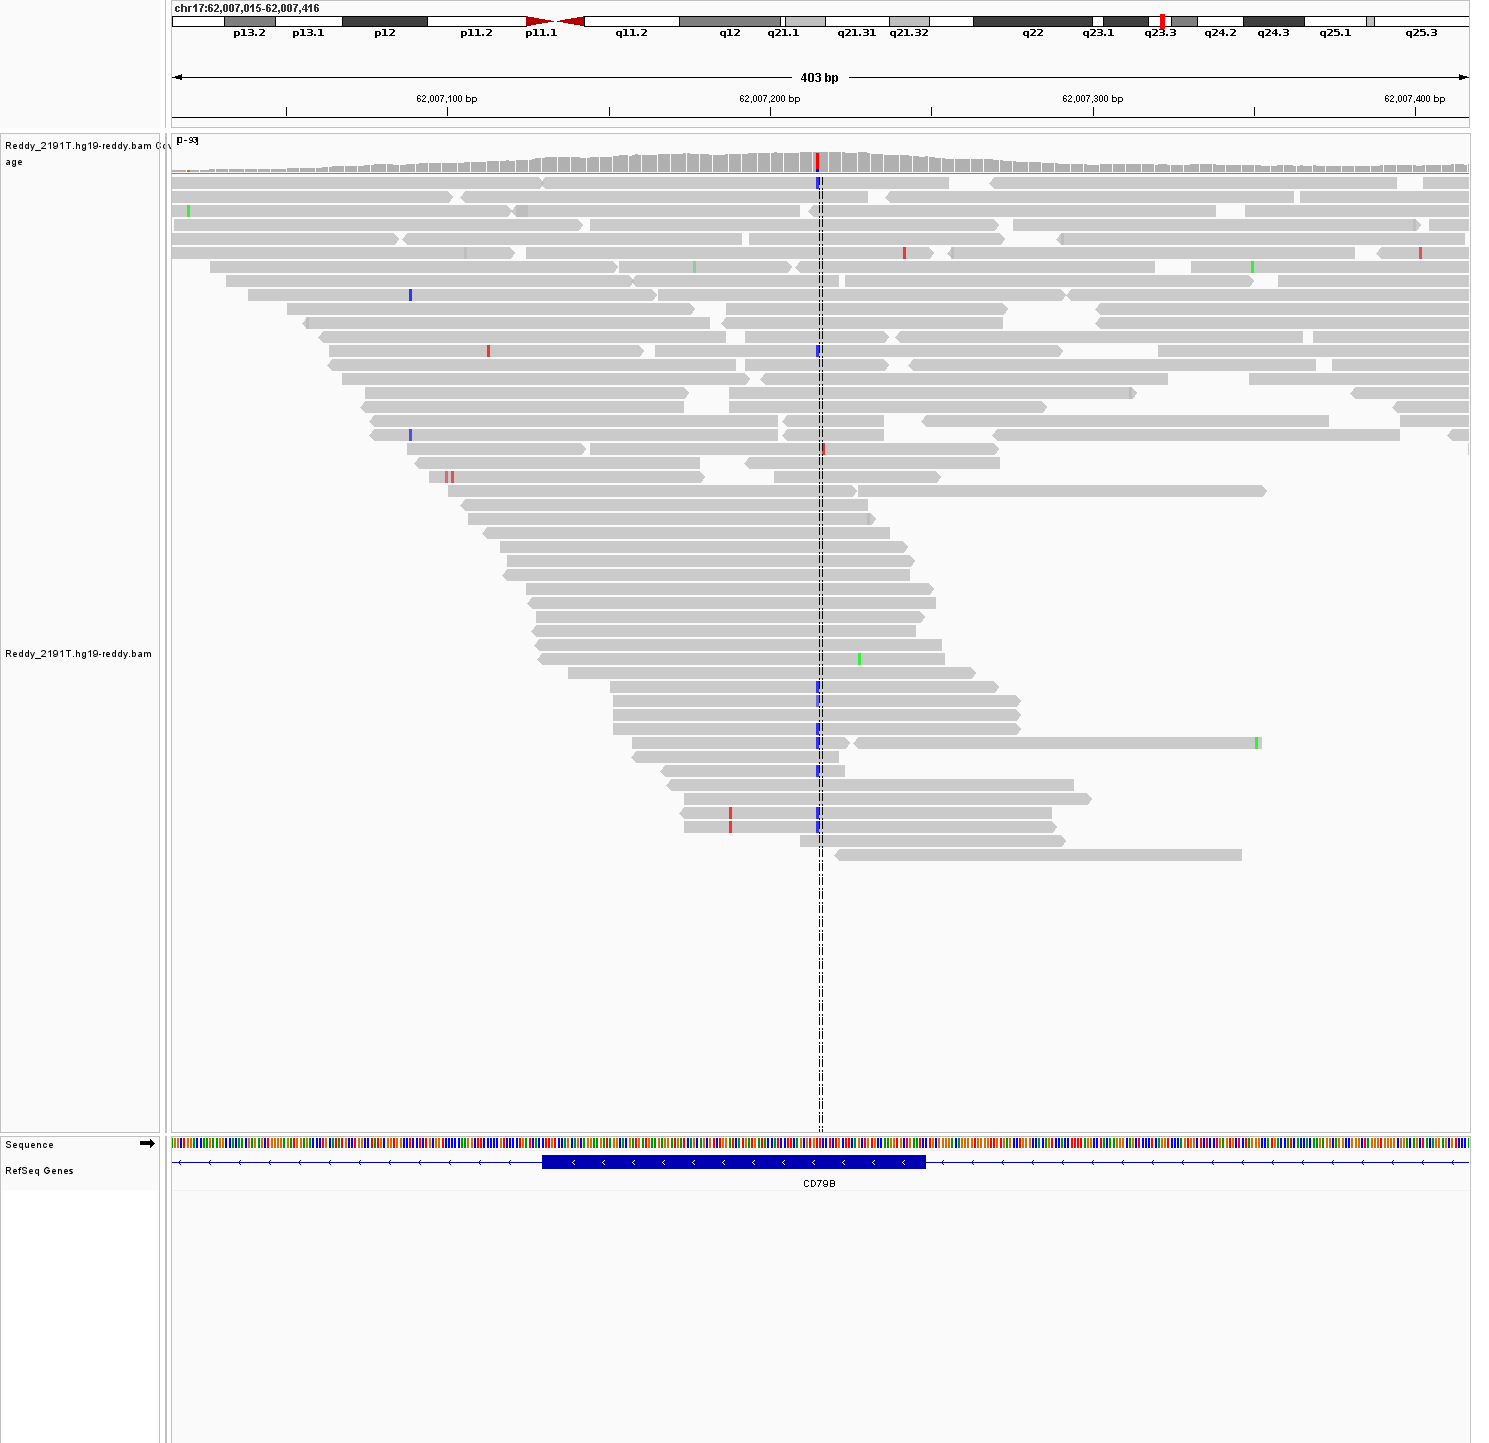 chr17:62,007,015-62,007,416
p13.2 p13.1 p12 p11.2 p11.1 q11.2 q12 q21.1 q21.31 q21.32 q22 q23.1 q23.3 q24.2 q24.3 q25.1 q25.3
403 bp
62,007,100 bp 62,007,200 bp 62,007,300 bp 62,007,400 bp
[0-93]
Reddy_2191T.hg19-reddy.bam Cov
age
Reddy_2191T.hg19-reddy.bam
Sequence
RefSeq Genes
CD79B